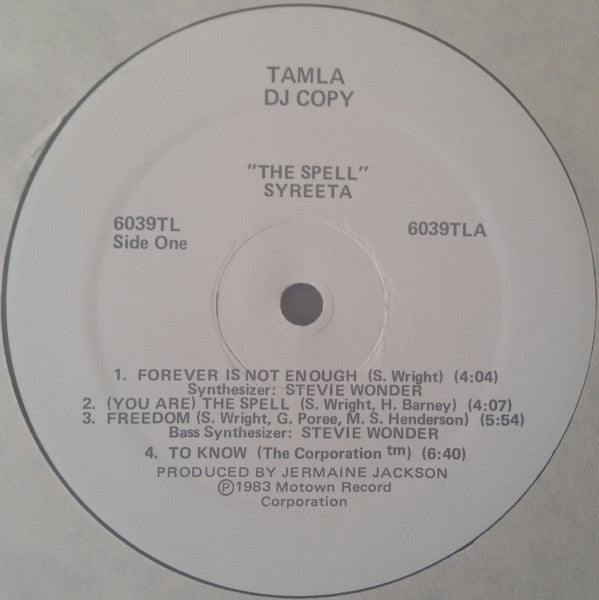 TAMLA
DJ COPY
"THE SPELL"
SYREETA
6039TL
Side One
6039TLA
1. FOREVER IS NOT ENOUGH (S. Wright) (4:04)
Synthesizer: STEVIE WONDER
2. (YOU ARE) THE SPELL (S. Wright, H. Barney) (4:07)
3. FREEDOM (S. Wright, G. Poree, M. S. Henderson) (5:54)
Bass Synthesizer: STEVIE WONDER
4. TO KNOW (The Corporation tm) (6:40)
PRODUCED BY JERMAINE JACKSON
Ⓟ1983 Motown Record
Corporation